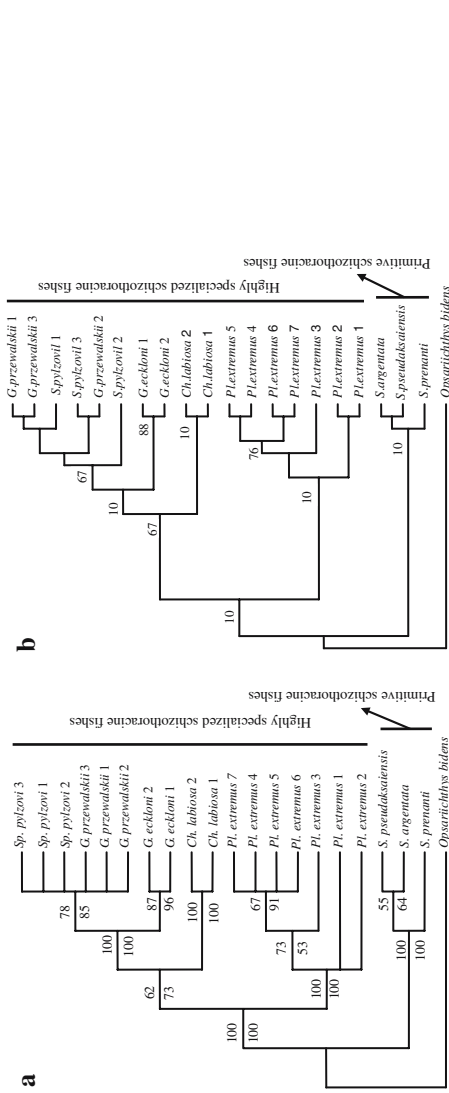 a
Sp. pylzovi 3
Sp. pylzovi 1
Sp. pylzovi 2
G. przewalskii 3
G. przewalskii 1
G. przewalskii 2
G. eckloni 2
G. eckloni 1
Ch. labiosa 2
Ch. labiosa 1
Pl. extremus 7
Pl. extremus 4
Pl. extremus 5
Pl. extremus 6
Pl. extremus 3
Pl. extremus 1
Pl. extremus 2
S. pseudaksaiensis
S. argentata
S. prenanti
Opsariichthys bidens
78
85
100
100
87
96
62
73
100
100
67
91
73
53
100
100
100
100
55
64
100
100
Highly specialized schizothoracine fishes
Primitive schizothoracine fishes
b
G.przewalskii 1
G.przewalskii 3
S.pylzovil 1
S.pylzovil 3
G.przewalskii 2
S.pylzovil 2
G.eckloni 1
G.eckloni 2
Ch.labiosa 2
Ch.labiosa 1
Pl.extremus 5
Pl.extremus 4
Pl.extremus 6
Pl.extremus 7
Pl.extremus 3
Pl.extremus 2
Pl.extremus 1
S.argentata
S.pseudaksaiensis
S.prenanti
Opsariichthys bidens
67
10
88
67
10
76
10
10
10
Highly specialized schizothoracine fishes
Primitive schizothoracine fishes